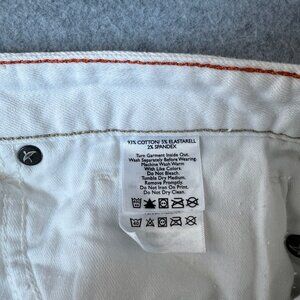 93% COTTON 5% ELASTARELL
2% SPANDEX
Turn Garment Inside Out.
Wash Separately Before Wearing.
Machine Wash Warm
With Like Colors.
Do Not Bleach.
Tumble Dry Medium.
Remove Promptly.
Do Not Iron On Print.
Do Not Dry Clean.